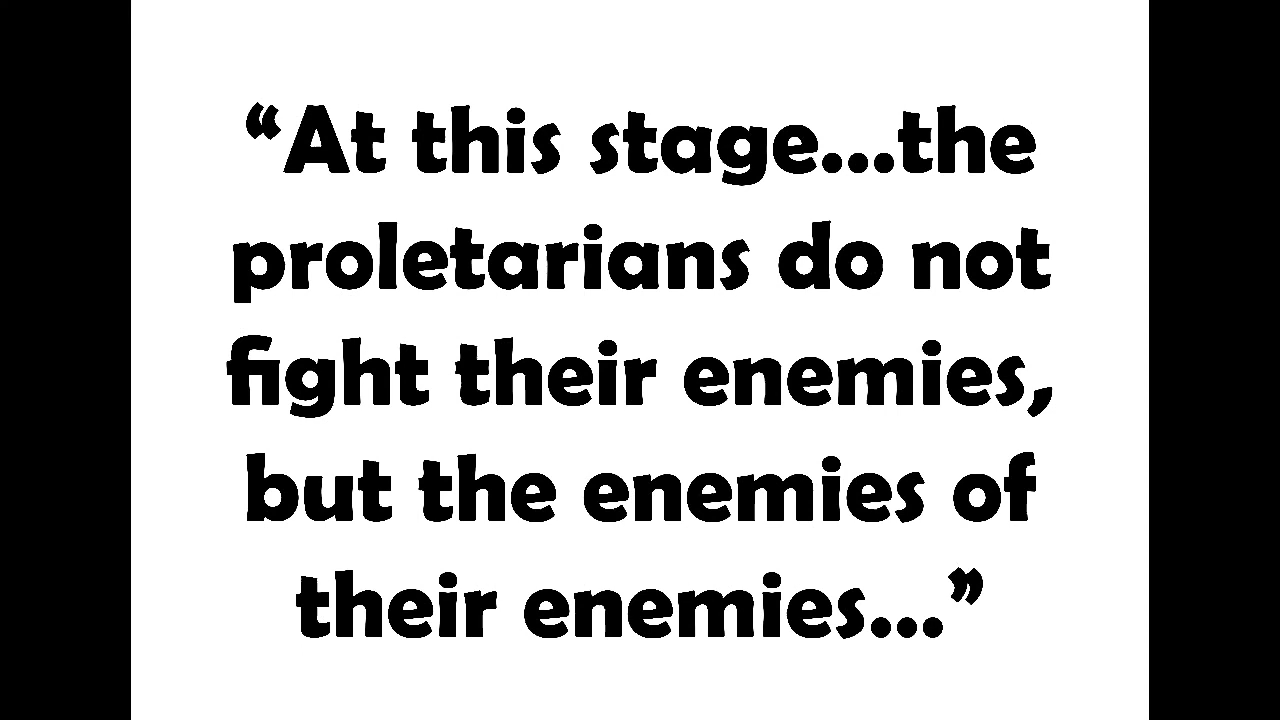 “At this stage...the
proletarians do not
fight their enemies,
but the enemies of
their enemies...”